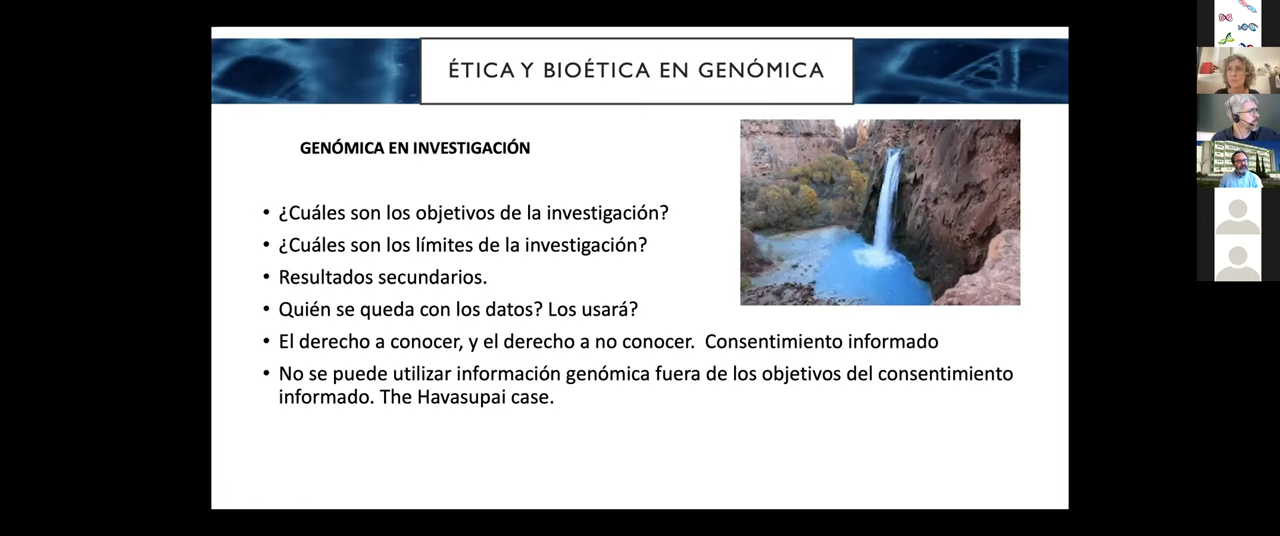 ÉTICA Y BIOÉTICA EN GENÓMICA
GENÓMICA EN INVESTIGACIÓN
• ¿Cuáles son los objetivos de la investigación?
• ¿Cuáles son los límites de la investigación?
• Resultados secundarios.
• Quién se queda con los datos? Los usará?
• El derecho a conocer, y el derecho a no conocer. Consentimiento informado
• No se puede utilizar información genómica fuera de los objetivos del consentimiento
informado. The Havasupai case.